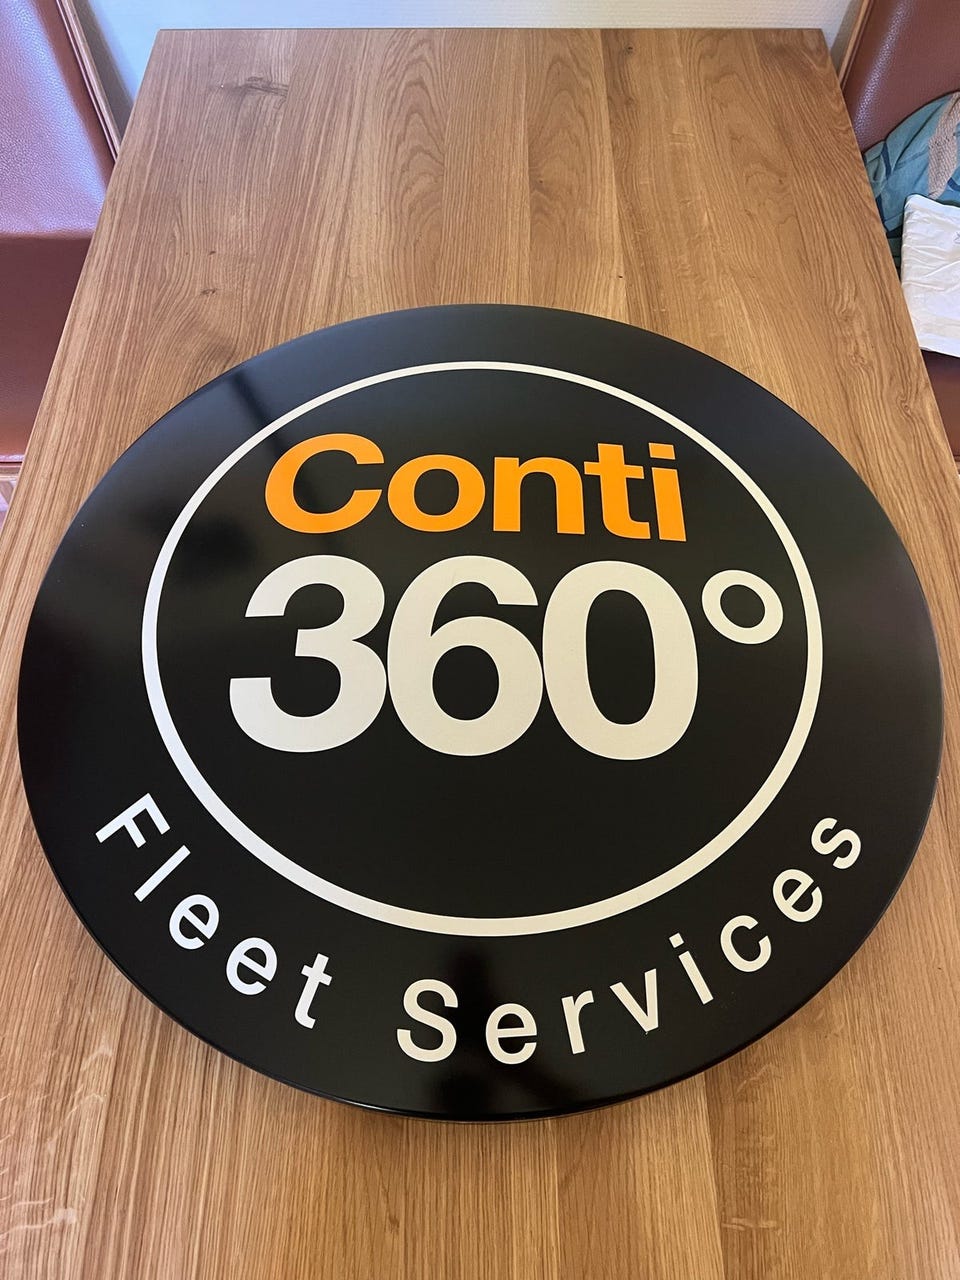 Conti
360°
Fleet Services